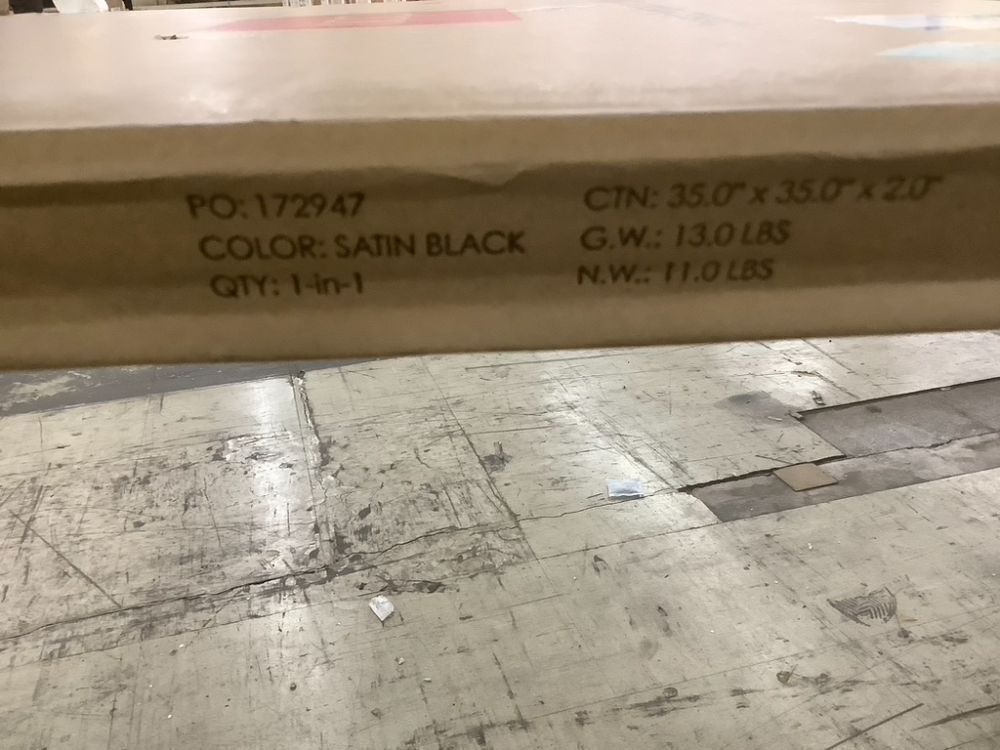 PO: 172947
COLOR: SATIN BLACK
QTY: 1-in-1
CTN: 35.0" x 35.0" x 2.0"
G.W.: 13.0 LBS
N.W.: 11.0 LBS